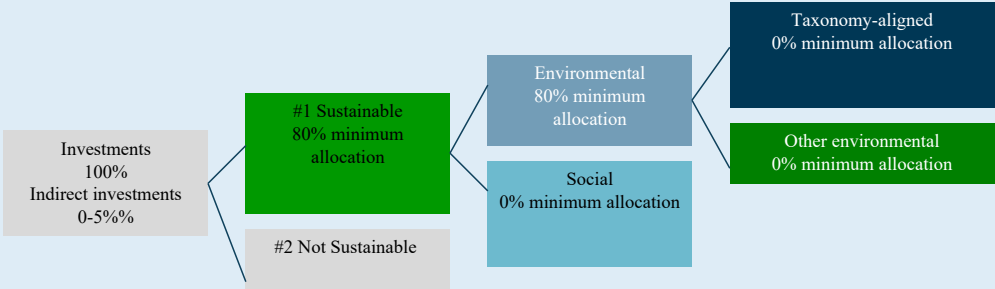 Investments
100%
Indirect investments
0-5%%
#1 Sustainable
80% minimum
allocation
#2 Not Sustainable
Environmental
80% minimum
allocation
Social
0% minimum allocation
Taxonomy-aligned
0% minimum allocation
Other environmental
0% minimum allocation